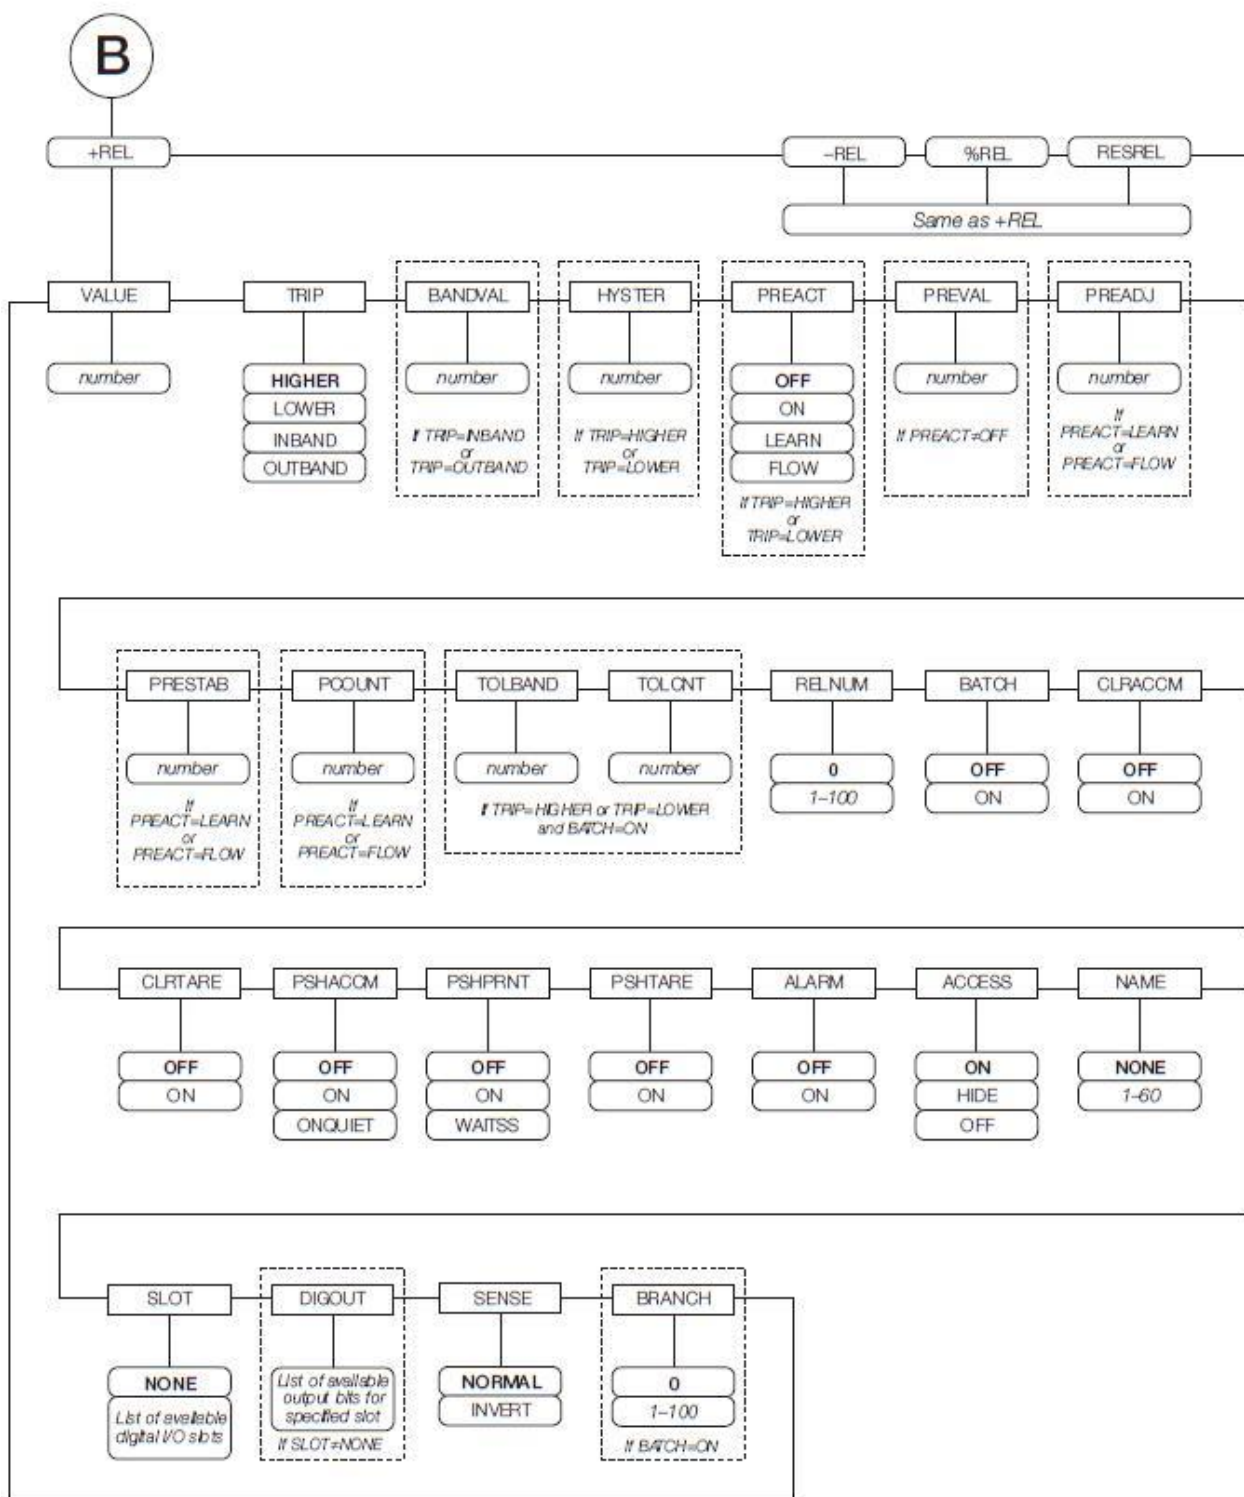 B
+REL
–REL
%REL
RESREL
Same as +REL
VALUE
TRIP
BANDVAL
HYSTER
PREACT
PREVAL
PREADJ
number
HIGHER
LOWER
INBAND
OUTBAND
number
If TRIP=INBAND
or
TRIP=OUTBAND
number
If TRIP=HIGHER
or
TRIP=LOWER
OFF
ON
LEARN
FLOW
If TRIP=HIGHER
or
TRIP=LOWER
number
If PREACT≠OFF
number
If
PREACT=LEARN
or
PREACT=FLOW
PRESTAB
PCOUNT
TOLBAND
TOLCNT
RELNUM
BATCH
CLRACCM
number
If
PREACT=LEARN
or
PREACT=FLOW
number
If
PREACT=LEARN
or
PREACT=FLOW
number
number
If TRIP=HIGHER or TRIP=LOWER
and BATCH=ON
0
1–100
OFF
ON
OFF
ON
CLRTARE
PSHACCM
PSHPRNT
PSHTARE
ALARM
ACCESS
NAME
OFF
ON
OFF
ON
ONQUIET
OFF
ON
WAITSS
OFF
ON
OFF
ON
ON
HIDE
OFF
NONE
1–60
SLOT
DIGOUT
SENSE
BRANCH
NONE
List of available
digital I/O slots
List of available
output bits for
specified slot
If SLOT≠NONE
NORMAL
INVERT
0
1–100
If BATCH=ON